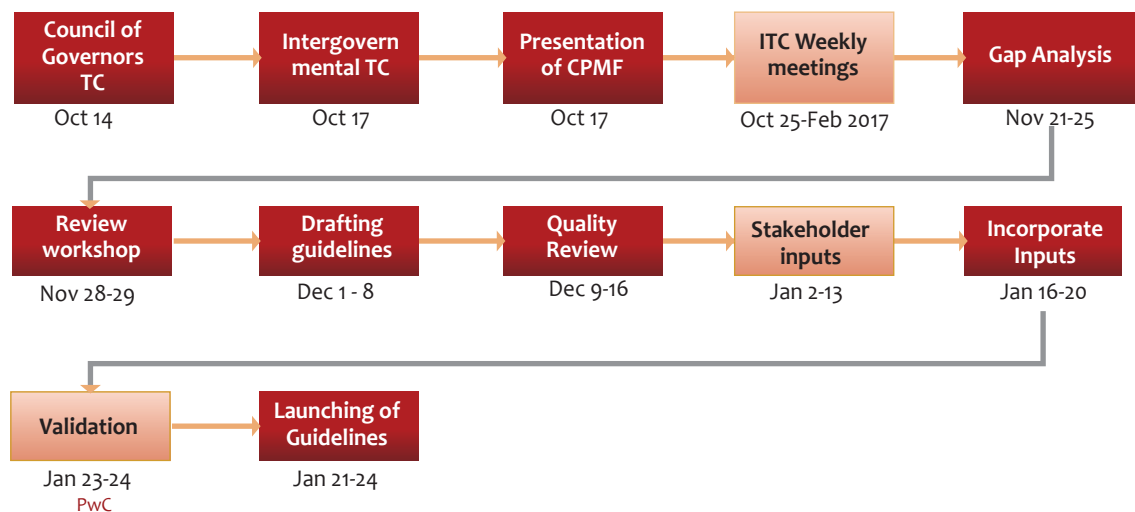 Council of
Governors
TC
Oct 14
Intergovern
mental TC
Oct 17
Presentation
of CPMF
Oct 17
ITC Weekly
meetings
Oct 25-Feb 2017
Gap Analysis
Nov 21-25
Review
workshop
Nov 28-29
Drafting
guidelines
Dec 1 - 8
Quality
Review
Dec 9-16
Stakeholder
inputs
Jan 2-13
Incorporate
Inputs
Jan 16-20
Validation
Jan 23-24
PwC
Launching of
Guidelines
Jan 21-24